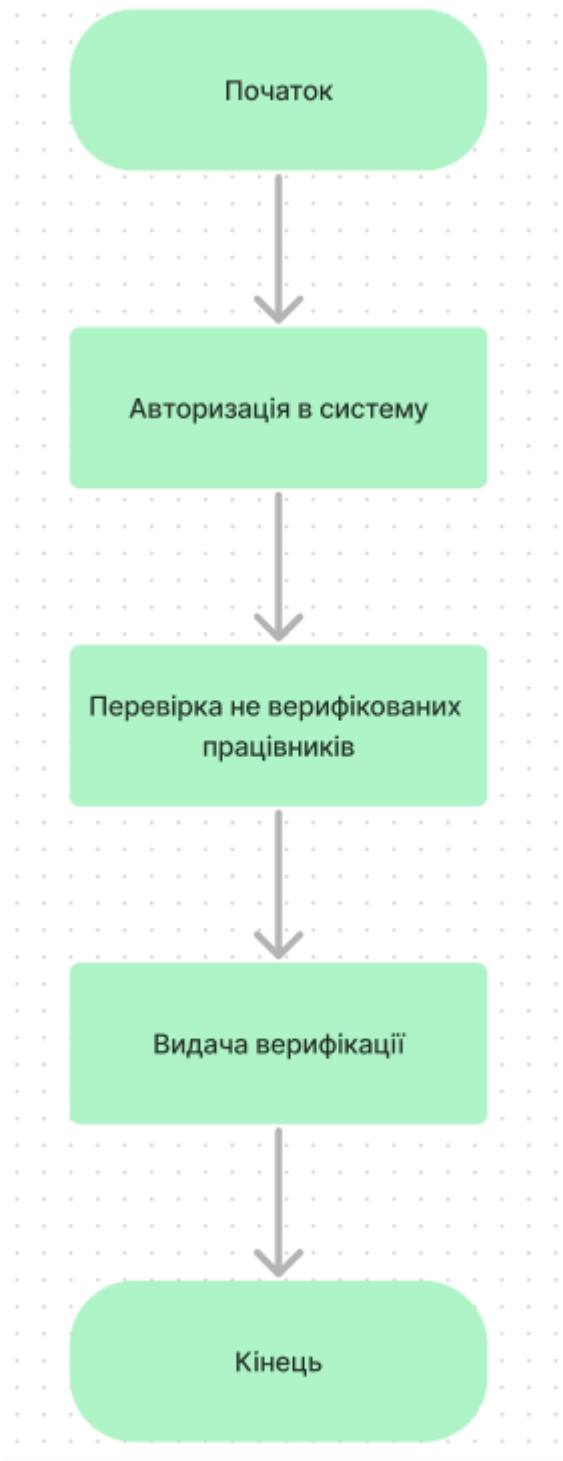 Початок
Авторизація в систему
Перевірка не верифікованих
працівників
Видача верифікації
Кінець